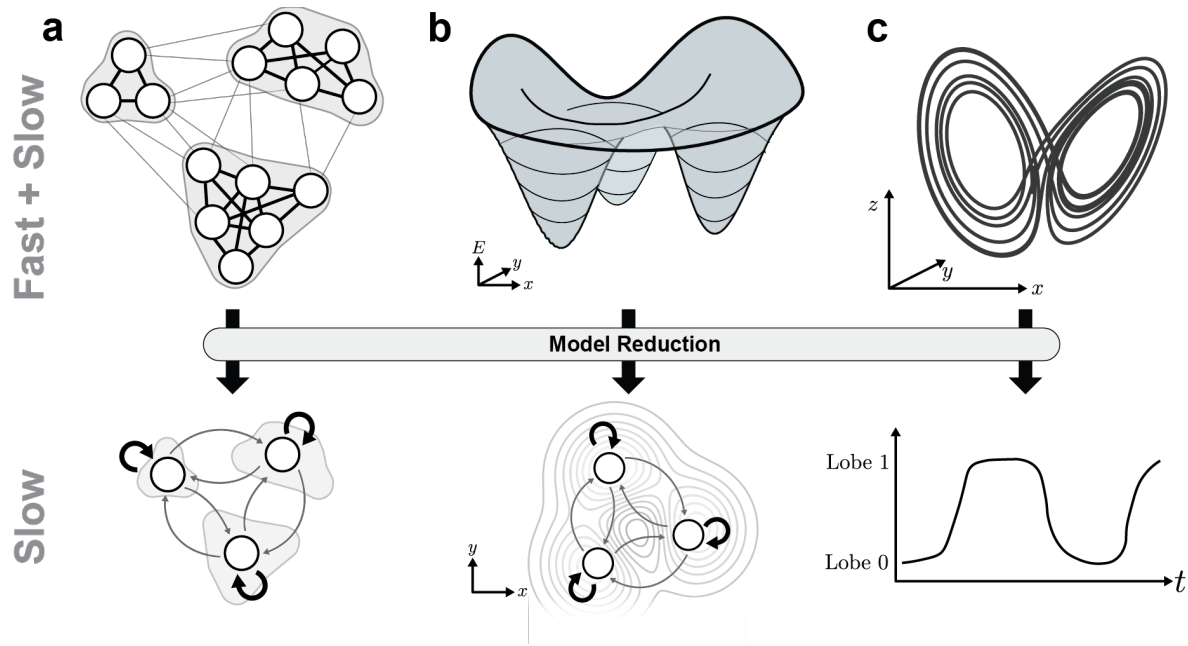 a
b
c
Fast + Slow
E
y
x
z
y
x
Model Reduction
Slow
y
x
Lobe 1
Lobe 0
t